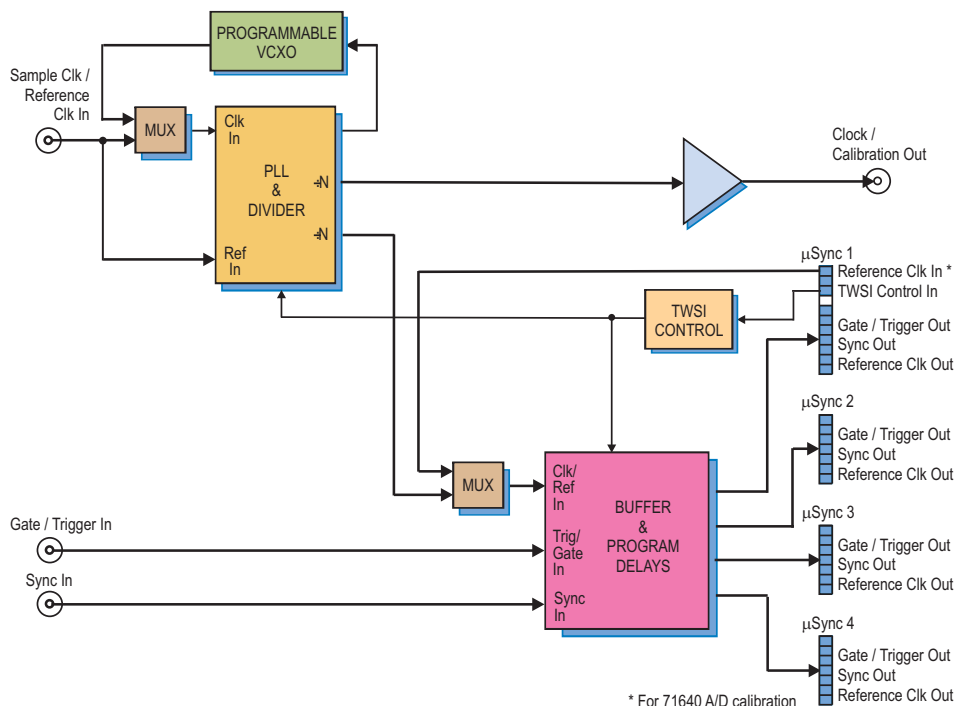 PROGRAMMABLE
VCXO
Sample Clk /
Reference
Clk In
MUX
Clk
In
PLL
&
DIVIDER
÷N
÷N
Ref
In
Clock /
Calibration Out
μSync 1
Reference Clk In *
TWSI Control In
Gate / Trigger Out
Sync Out
Reference Clk Out
TWSI
CONTROL
μSync 2
Gate / Trigger Out
Sync Out
Reference Clk Out
MUX
Clk/
Ref
In
BUFFER
&
PROGRAM
DELAYS
Trig/
Gate
In
Sync
In
Gate / Trigger In
Sync In
μSync 3
Gate / Trigger Out
Sync Out
Reference Clk Out
μSync 4
Gate / Trigger Out
Sync Out
Reference Clk Out
* For 71640 A/D calibration